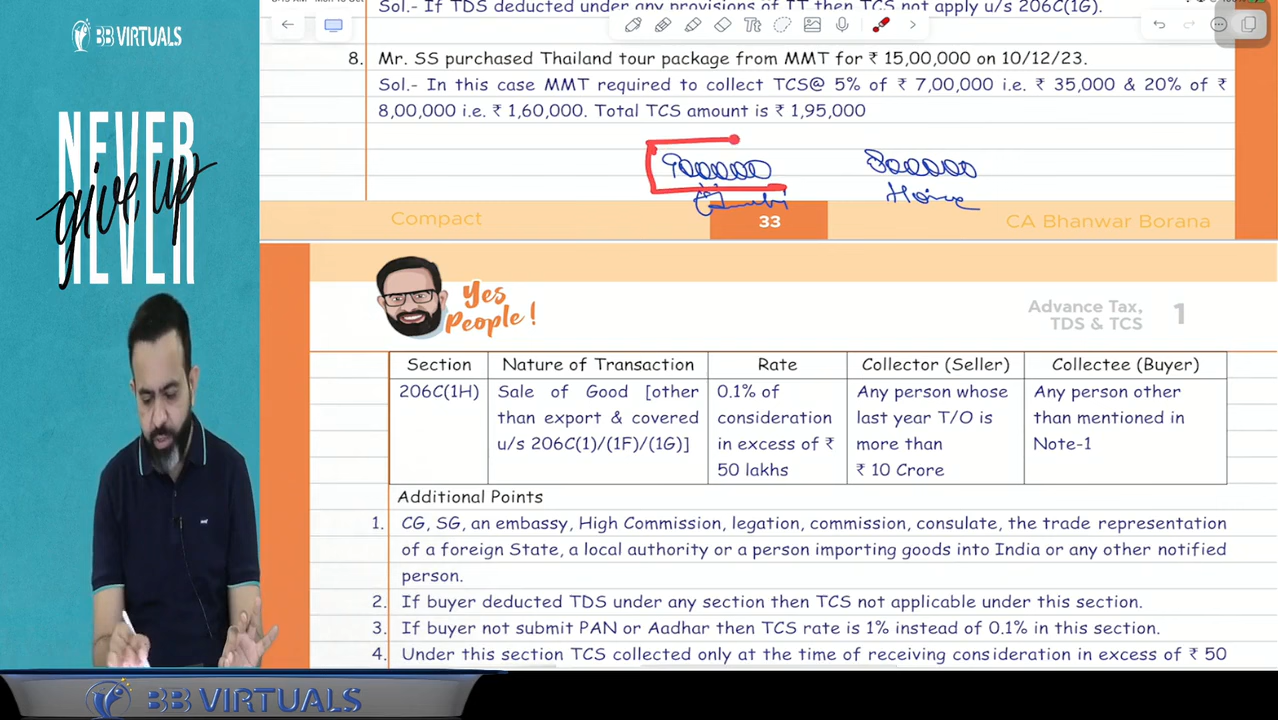 BB VIRTUALS
NEVER
give up
NEVER
Sol.- If TDS deducted under any provisions of IT then TCS not apply u/s 206C(1G).
8. Mr. SS purchased Thailand tour package from MMT for ₹ 15,00,000 on 10/12/23.
Sol.- In this case MMT required to collect TCS@ 5% of ₹ 7,00,000 i.e. ₹ 35,000 & 20% of ₹
8,00,000 i.e. ₹ 1,60,000. Total TCS amount is ₹ 1,95,000
900000 800000
Compact 33 CA Bhanwar Borana
Yes
People!
Advance Tax,
TDS & TCS 1
Section Nature of Transaction Rate Collector (Seller) Collectee (Buyer)
206C(1H) Sale of Good [other 0.1% of Any person whose Any person other
than export & covered consideration last year T/O is than mentioned in
u/s 206C(1)/(1F)/(1G)] in excess of ₹ more than Note-1
50 lakhs ₹ 10 Crore
Additional Points
1. CG, SG, an embassy, High Commission, legation, commission, consulate, the trade representation
of a foreign State, a local authority or a person importing goods into India or any other notified
person.
2. If buyer deducted TDS under any section then TCS not applicable under this section.
3. If buyer not submit PAN or Aadhar then TCS rate is 1% instead of 0.1% in this section.
4. Under this section TCS collected only at the time of receiving consideration in excess of ₹ 50
BB VIRTUALS